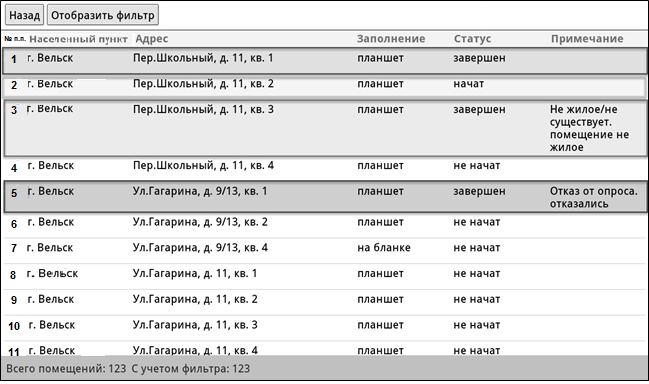 Назад Отобразить фильтр
№ п.п. Населенный пункт Адрес Заполнение Статус Примечание
1 г. Вельск Пер.Школьный, д. 11, кв. 1 планшет завершен
2 г. Вельск Пер.Школьный, д. 11, кв. 2 планшет начат
3 г. Вельск Пер.Школьный, д. 11, кв. 3 планшет завершен Не жилое/не
существует.
помещение не
жилое
4 г. Вельск Пер.Школьный, д. 11, кв. 4 планшет не начат
5 г. Вельск Ул.Гагарина, д. 9/13, кв. 1 планшет завершен Отказ от опроса.
отказались
6 г. Вельск Ул.Гагарина, д. 9/13, кв. 2 планшет не начат
7 г. Вельск Ул.Гагарина, д. 9/13, кв. 4 на бланке не начат
8 г. Вельск Ул.Гагарина, д. 11, кв. 1 планшет не начат
9 г. Вельск Ул.Гагарина, д. 11, кв. 2 планшет не начат
10 г. Вельск Ул.Гагарина, д. 11, кв. 3 планшет не начат
11 г. Вельск Ул.Гагарина, д. 11, кв. 4 планшет не начат
Всего помещений: 123 С учетом фильтра: 123